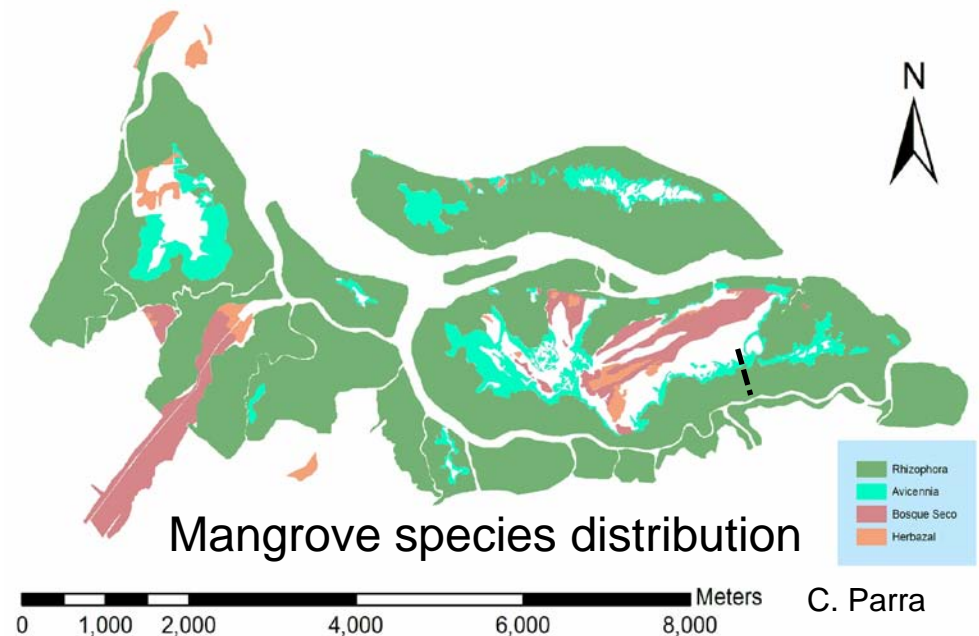 N
Rhizophora
Avicennia
Bosque Seco
Herbazal
Mangrove species distribution
Meters
C. Parra
0 1,000 2,000 4,000 6,000 8,000